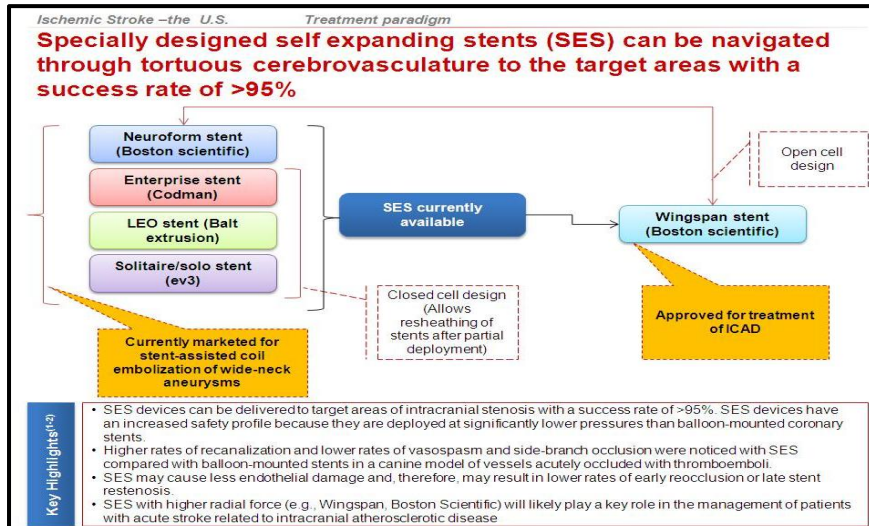 Ischemic Stroke –the U.S. Treatment paradigm
Specially designed self expanding stents (SES) can be navigated
through tortuous cerebrovasculature to the target areas with a
success rate of >95%
Neuroform stent
(Boston scientific)
Enterprise stent
(Codman)
LEO stent (Balt
extrusion)
Solitaire/solo stent
(ev3)
SES currently
available
Open cell
design
Wingspan stent
(Boston scientific)
Closed cell design
(Allows
resheathing of
stents after partial
deployment)
Currently marketed for
stent-assisted coil
embolization of wide-neck
aneurysms
Approved for treatment
of ICAD
Key Highlights(1-2)
• SES devices can be delivered to target areas of intracranial stenosis with a success rate of >95%. SES devices have
an increased safety profile because they are deployed at significantly lower pressures than balloon-mounted coronary
stents.
• Higher rates of recanalization and lower rates of vasospasm and side-branch occlusion were noticed with SES
compared with balloon-mounted stents in a canine model of vessels acutely occluded with thromboemboli.
• SES may cause less endothelial damage and, therefore, may result in lower rates of early reocclusion or late stent
restenosis.
• SES with higher radial force (e.g., Wingspan, Boston Scientific) will likely play a key role in the management of patients
with acute stroke related to intracranial atherosclerotic disease